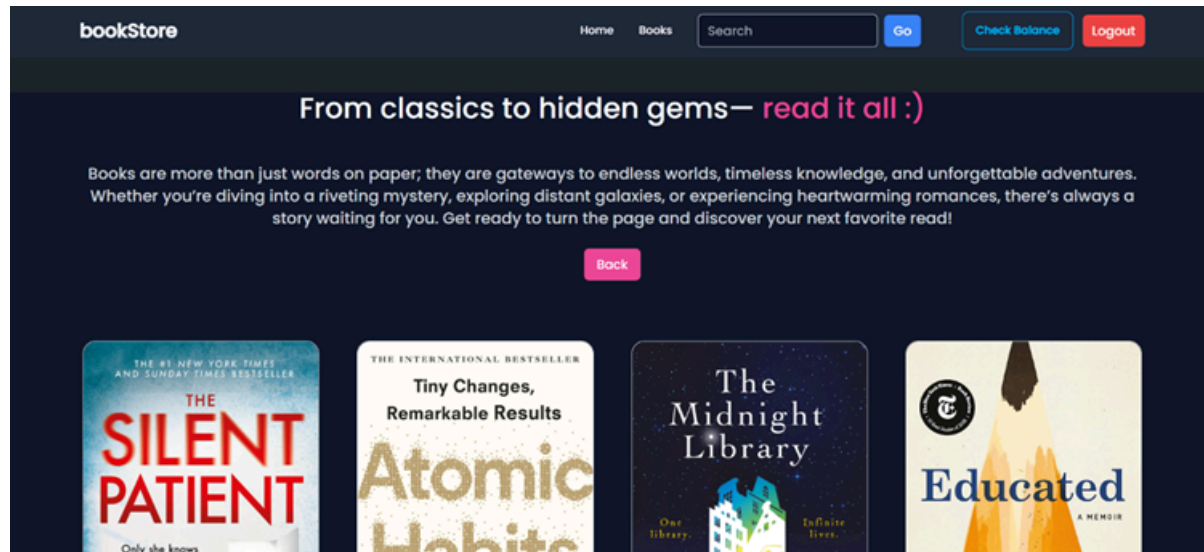 bookStore
Home
Books
Search
Go
Check Balance
Logout
From classics to hidden gems— read it all :)
Books are more than just words on paper; they are gateways to endless worlds, timeless knowledge, and unforgettable adventures.
Whether you’re diving into a riveting mystery, exploring distant galaxies, or experiencing heartwarming romances, there’s always a
story waiting for you. Get ready to turn the page and discover your next favorite read!
Back
THE #1 NEW YORK TIMES
AND SUNDAY TIMES BESTSELLER
THE
SILENT
PATIENT
Only she knows
THE INTERNATIONAL BESTSELLER
Tiny Changes,
Remarkable Results
Atomic
Habits
The
Midnight
Library
One
library.
Infinite
lives.
Educated
A MEMOIR